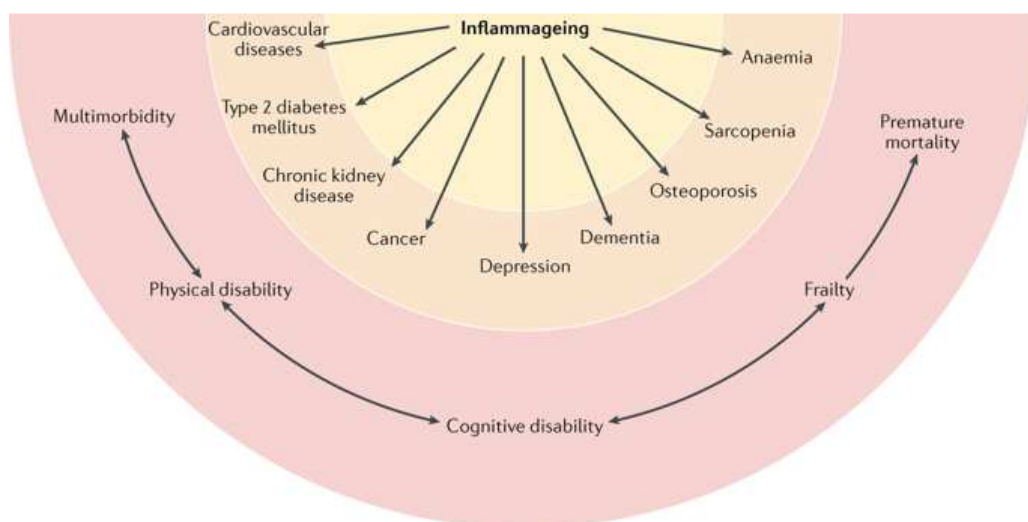 Inflammageing
Cardiovascular
diseases
Type 2 diabetes
mellitus
Chronic kidney
disease
Cancer
Depression
Dementia
Osteoporosis
Sarcopenia
Anaemia
Multimorbidity
Physical disability
Cognitive disability
Frailty
Premature
mortality